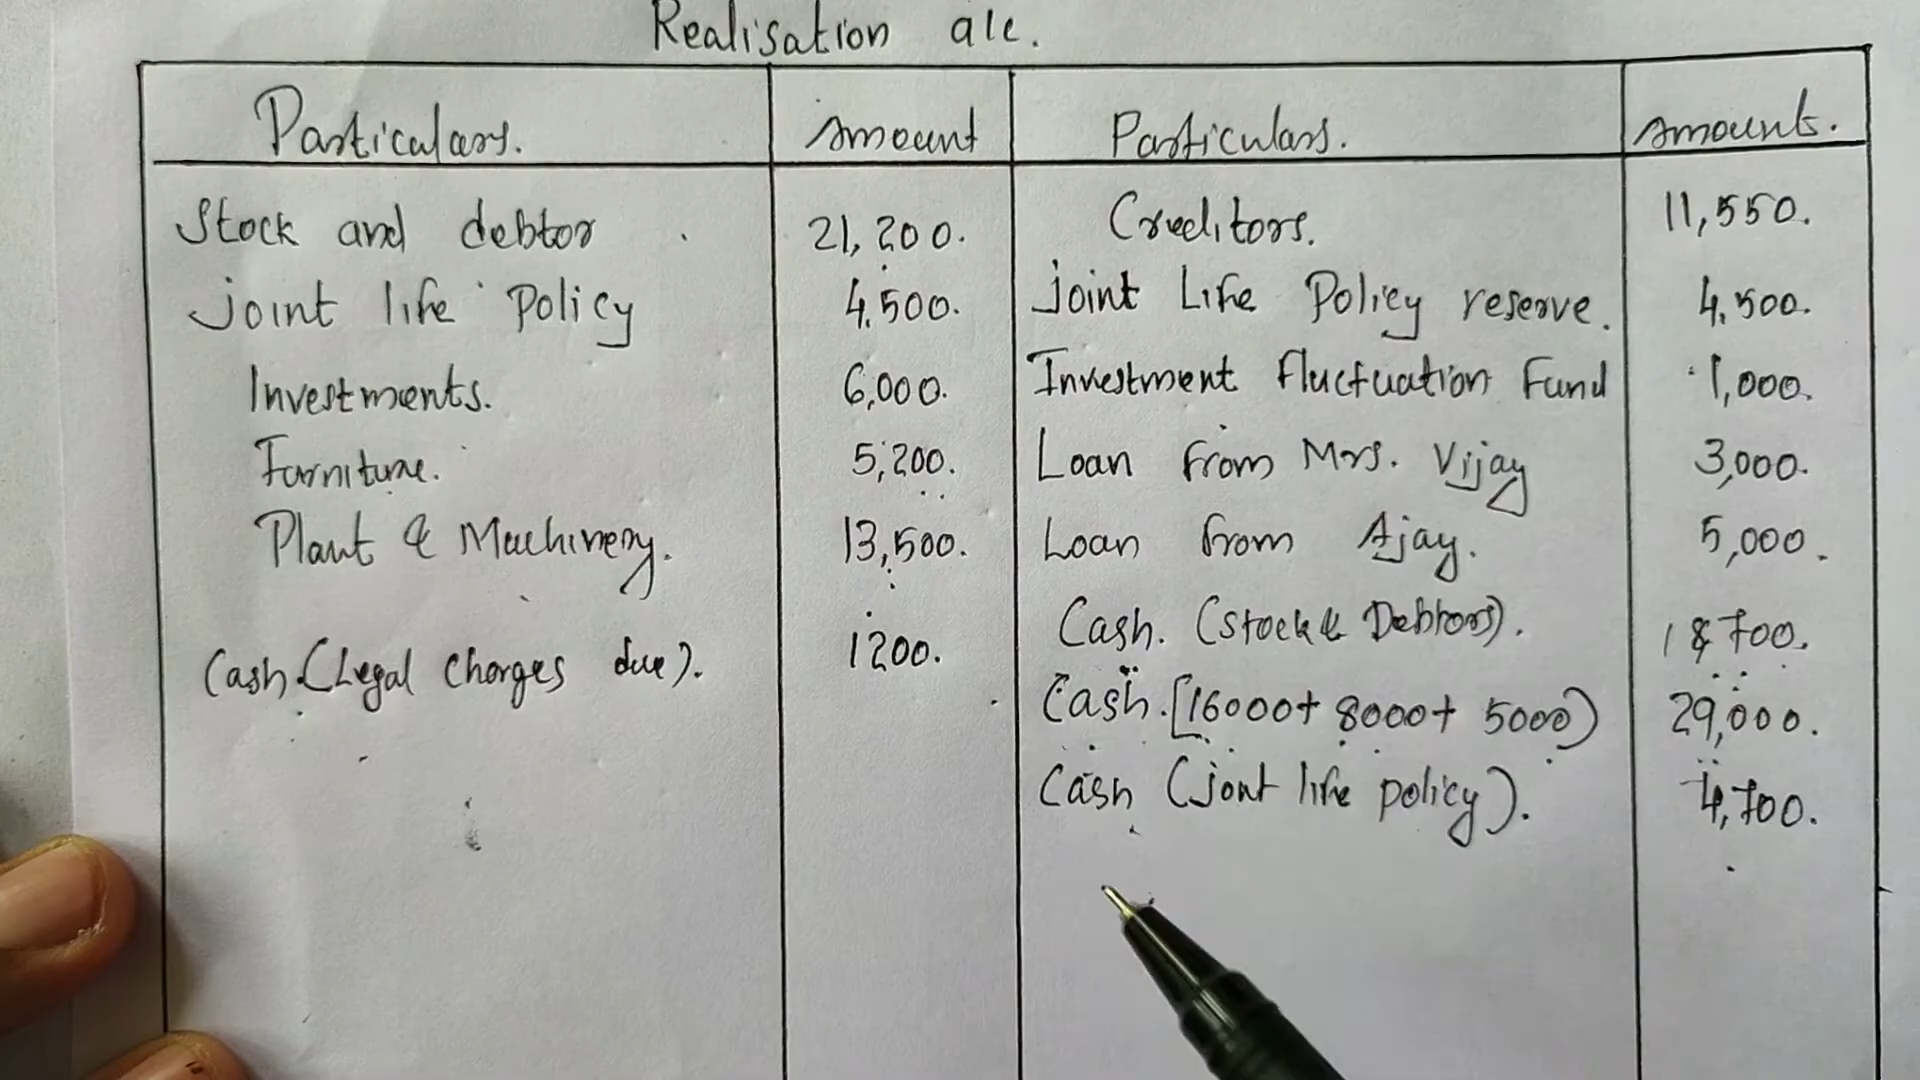 Realisation a/c.
Particulars. Amount Particulars. Amounts.
Stock and debtor 21,200. Creditors. 11,550.
joint life Policy 4,500. joint Life Policy reserve. 4,500.
Investments. 6,000. Investment Fluctuation Fund 1,000.
Furniture. 5,200. Loan from Mrs. Vijay 3,000.
Plant & Machinery. 13,500. Loan from Ajay. 5,000.
Cash. (Stock & Debtors). 18700.
Cash.(Legal charges due). 1200.
Cash.[16000+ 8000+ 5000) 29,000.
Cash (joint life policy). 4,700.